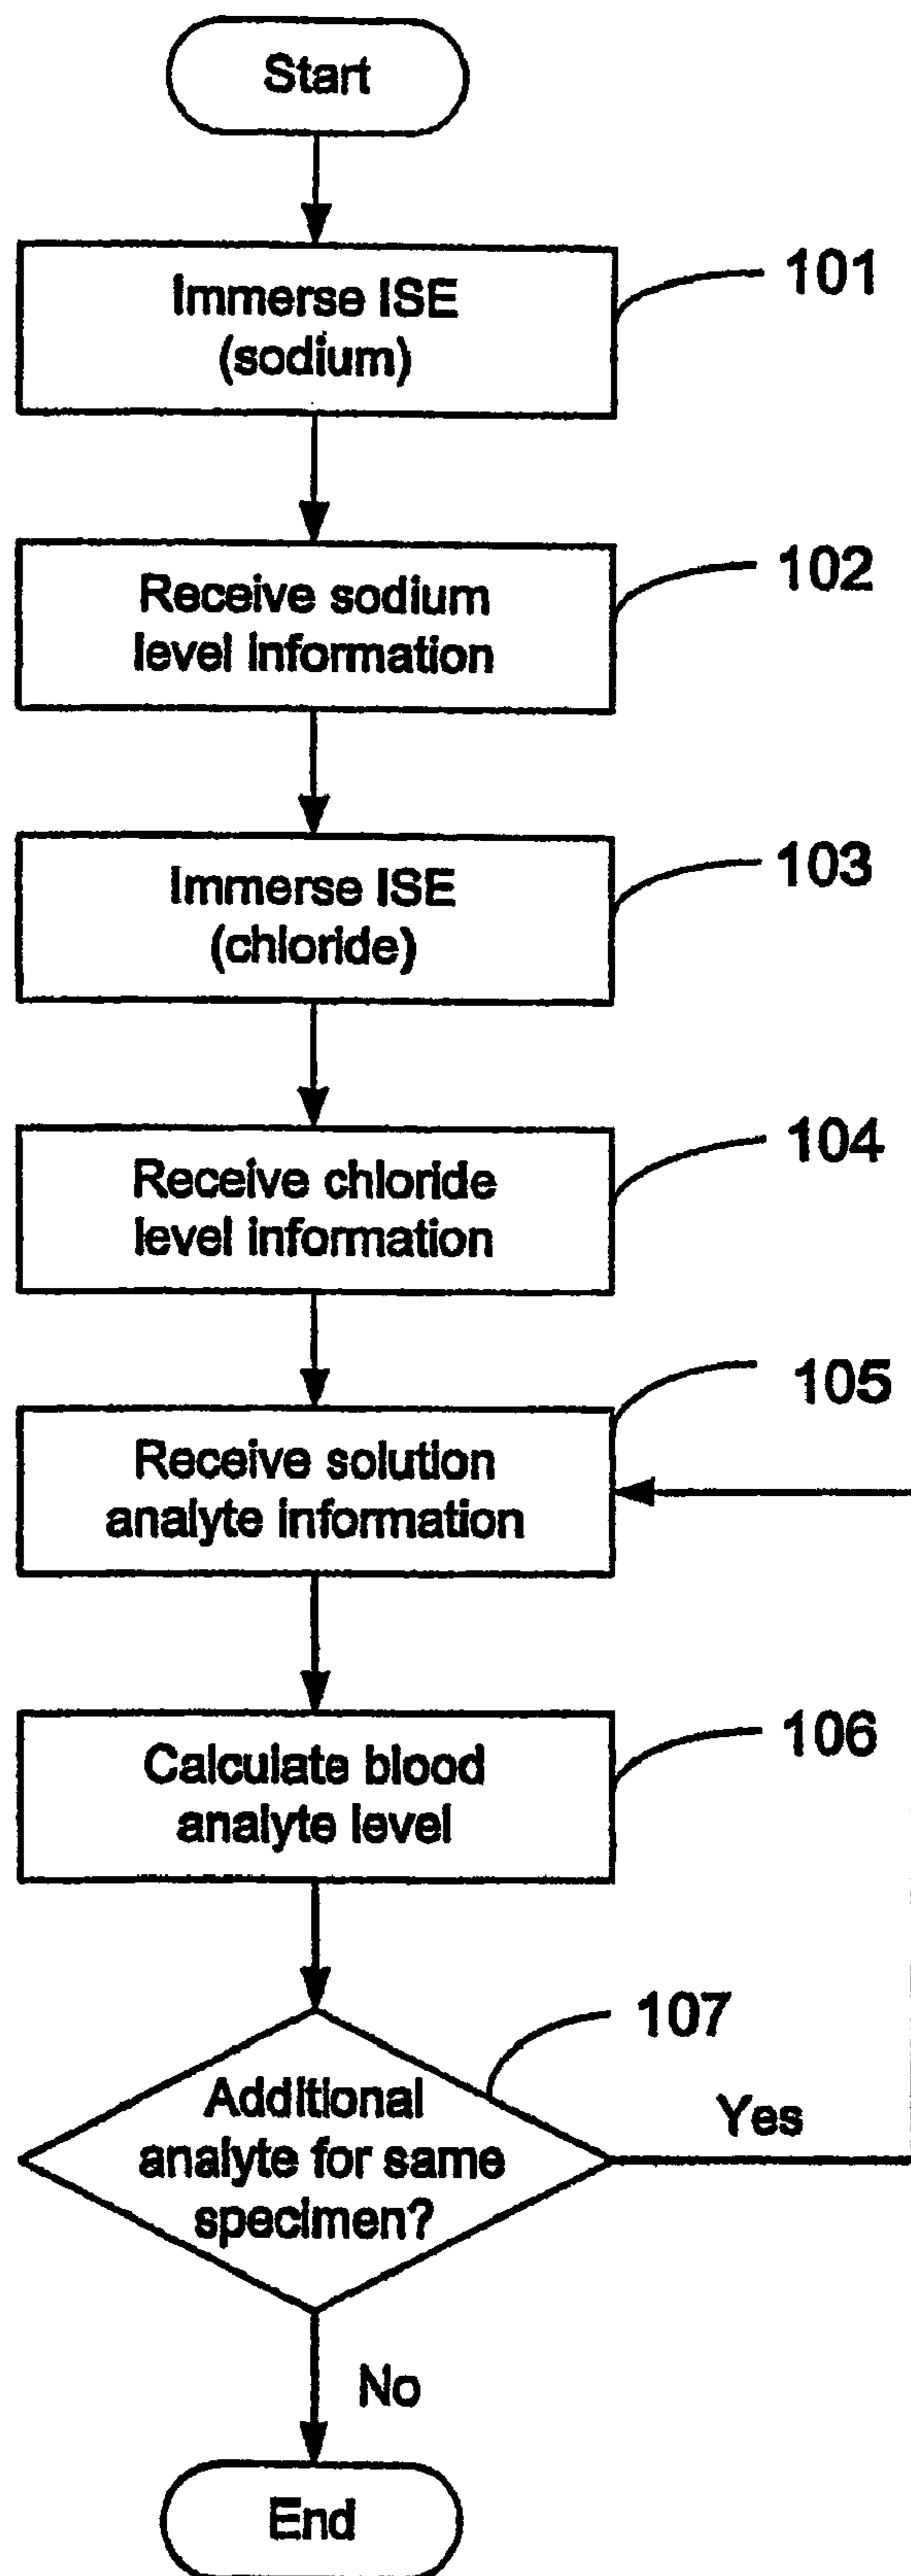 Start
Immerse ISE
(sodium)
101
Receive sodium
level information
102
Immerse ISE
(chloride)
103
Receive chloride
level information
104
Receive solution
analyte information
105
Calculate blood
analyte level
106
Additional
analyte for same
specimen?
107
Yes
No
End